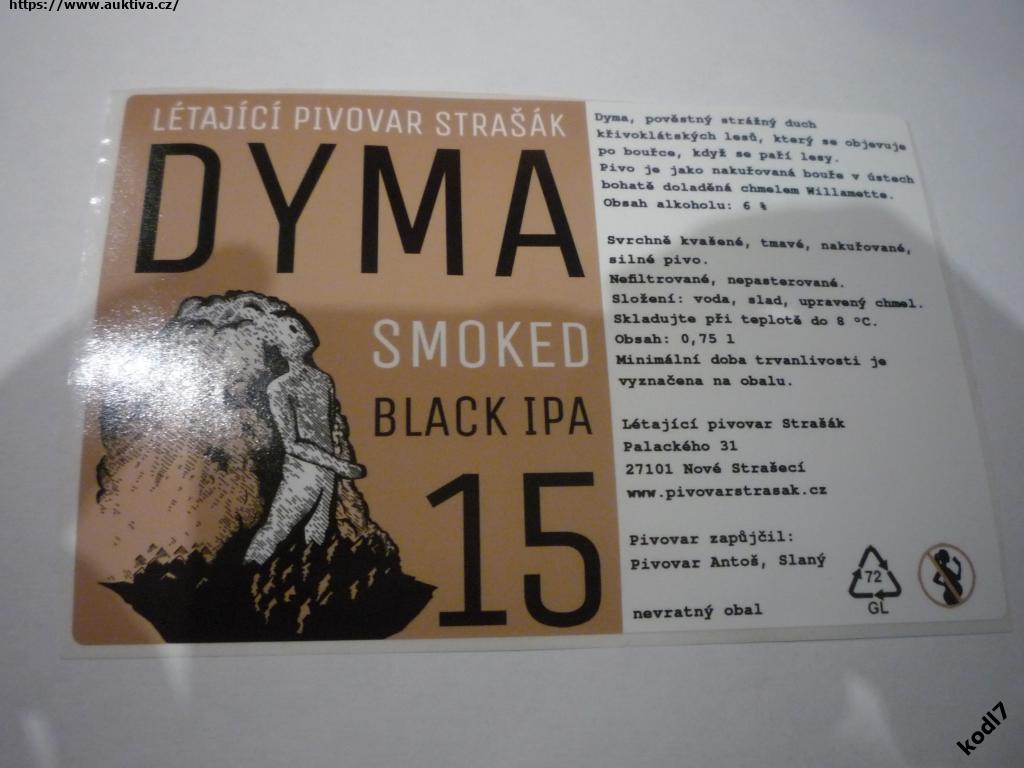 https://www.auktiva.cz/
LÉTAJÍCÍ PIVOVAR STRAŠÁK
DYMA
SMOKED
BLACK IPA
15
Dyma, pověstný strážný duch
křivoklátských lesů, který se objevuje
po bouřce, když se paří lesy.
Pivo je jako nakuřovaná bouře v ústech
bohatě doladěná chmelem Willamette.
Obsah alkoholu: 6 %
Svrchně kvašené, tmavé, nakuřované,
silné pivo.
Nefiltrované, nepasterované.
Složení: voda, slad, upravený chmel.
Skladujte při teplotě do 8 °C.
Obsah: 0,75 l
Minimální doba trvanlivosti je
vyznačena na obalu.
Létající pivovar Strašák
Palackého 31
27101 Nové Strašecí
www.pivovarstrasak.cz
Pivovar zapůjčil:
Pivovar Antoš, Slaný
nevratný obal
72
GL
kodl7